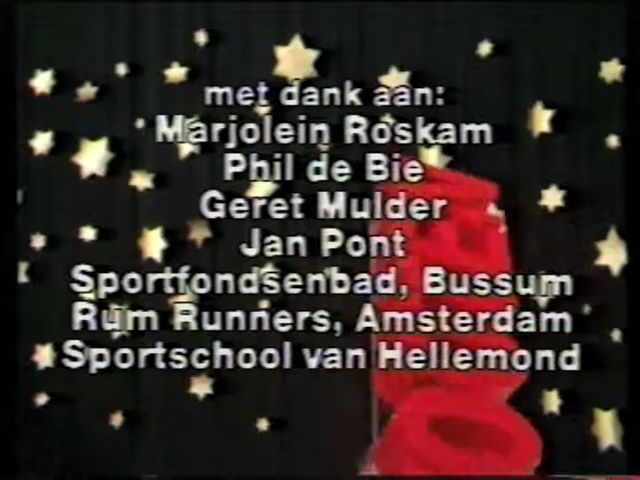 met dank aan:
Marjolein Roskam
Phil de Bie
Geret Mulder
Jan Pont
Sportfondsenbad, Bussum
Rum Runners, Amsterdam
Sportschool van Hellemond